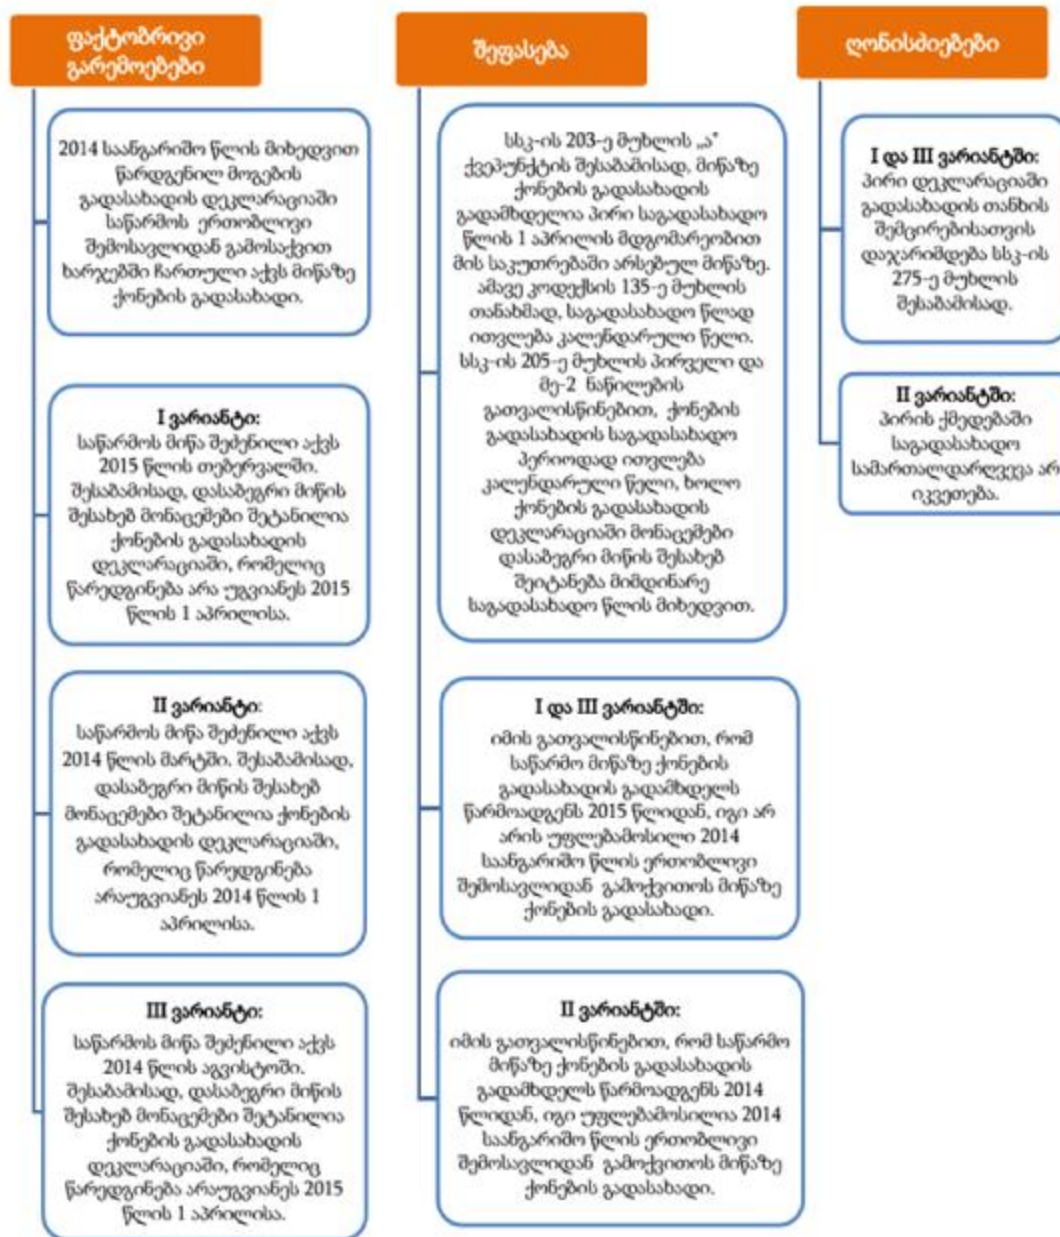 ფაქტობრივი
გარემოებები
2014 საანგარიშო წლის მიხედვით
წარდგენილ მოგების
გადასახადის დეკლარაციაში
საწარმოს ერთობლივი
შემოსავლიდან გამოსაქვით
ხარჯებში ჩართული აქვს მიწაზე
ქონების გადასახადი.
I ვარიანტი:
საწარმოს მიწა შეძენილი აქვს
2015 წლის თებერვალში.
შესაბამისად, დასაბეგრი მიწის
შესახებ მონაცემები შეტანილია
ქონების გადასახადის
დეკლარაციაში, რომელიც
წარედგინება არა უგვიანეს 2015
წლის 1 აპრილისა.
II ვარიანტი:
საწარმოს მიწა შეძენილი აქვს
2014 წლის მარტში. შესაბამისად,
დასაბეგრი მიწის შესახებ
მონაცემები შეტანილია ქონების
გადასახადის დეკლარაციაში,
რომელიც წარედგინება
არაუგვიანეს 2014 წლის 1
აპრილისა.
III ვარიანტი:
საწარმოს მიწა შეძენილი აქვს
2014 წლის აგვისტოში.
შესაბამისად, დასაბეგრი მიწის
შესახებ მონაცემები შეტანილია
ქონების გადასახადის
დეკლარაციაში, რომელიც
წარედგინება არაუგვიანეს 2015
წლის 1 აპრილისა.
შეფასება
სსკ-ის 203-ე მუხლის „ა“
ქვეპუნქტის შესაბამისად, მიწაზე
ქონების გადასახადის
გადამხდელია პირი საგადასახადო
წლის 1 აპრილის მდგომარეობით
მის საკუთრებაში არსებულ მიწაზე.
ამავე კოდექსის 135-ე მუხლის
თანახმად, საგადასახადო წლად
ითვლება კალენდარული წელი.
სსკ-ის 205-ე მუხლის პირველი და
მე-2 ნაწილების
გათვალისწინებით, ქონების
გადასახადის საგადასახადო
პერიოდად ითვლება
კალენდარული წელი, ხოლო
ქონების გადასახადის
დეკლარაციაში მონაცემები
დასაბეგრი მიწის შესახებ
შეიტანება მიმდინარე
საგადასახადო წლის მიხედვით.
I და III ვარიანტში:
იმის გათვალისწინებით, რომ
საწარმო მიწაზე ქონების
გადასახადის გადამხდელს
წარმოადგენს 2015 წლიდან, იგი არ
არის უფლებამოსილი 2014
საანგარიშო წლის ერთობლივი
შემოსავლიდან გამოქვითოს მიწაზე
ქონების გადასახადი.
II ვარიანტში:
იმის გათვალისწინებით, რომ საწარმო
მიწაზე ქონების გადასახადის
გადამხდელს წარმოადგენს 2014
წლიდან, იგი უფლებამოსილია 2014
საანგარიშო წლის ერთობლივი
შემოსავლიდან გამოქვითოს მიწაზე
ქონების გადასახადი.
ღონისძიებები
I და III ვარიანტში:
პირი დეკლარაციაში
გადასახადის თანხის
შემცირებისათვის
დაჯარიმდება სსკ-ის
275-ე მუხლის
შესაბამისად.
II ვარიანტში:
პირის ქმედებაში
საგადასახადო
სამართალდარღვევა არ
იკვეთება.